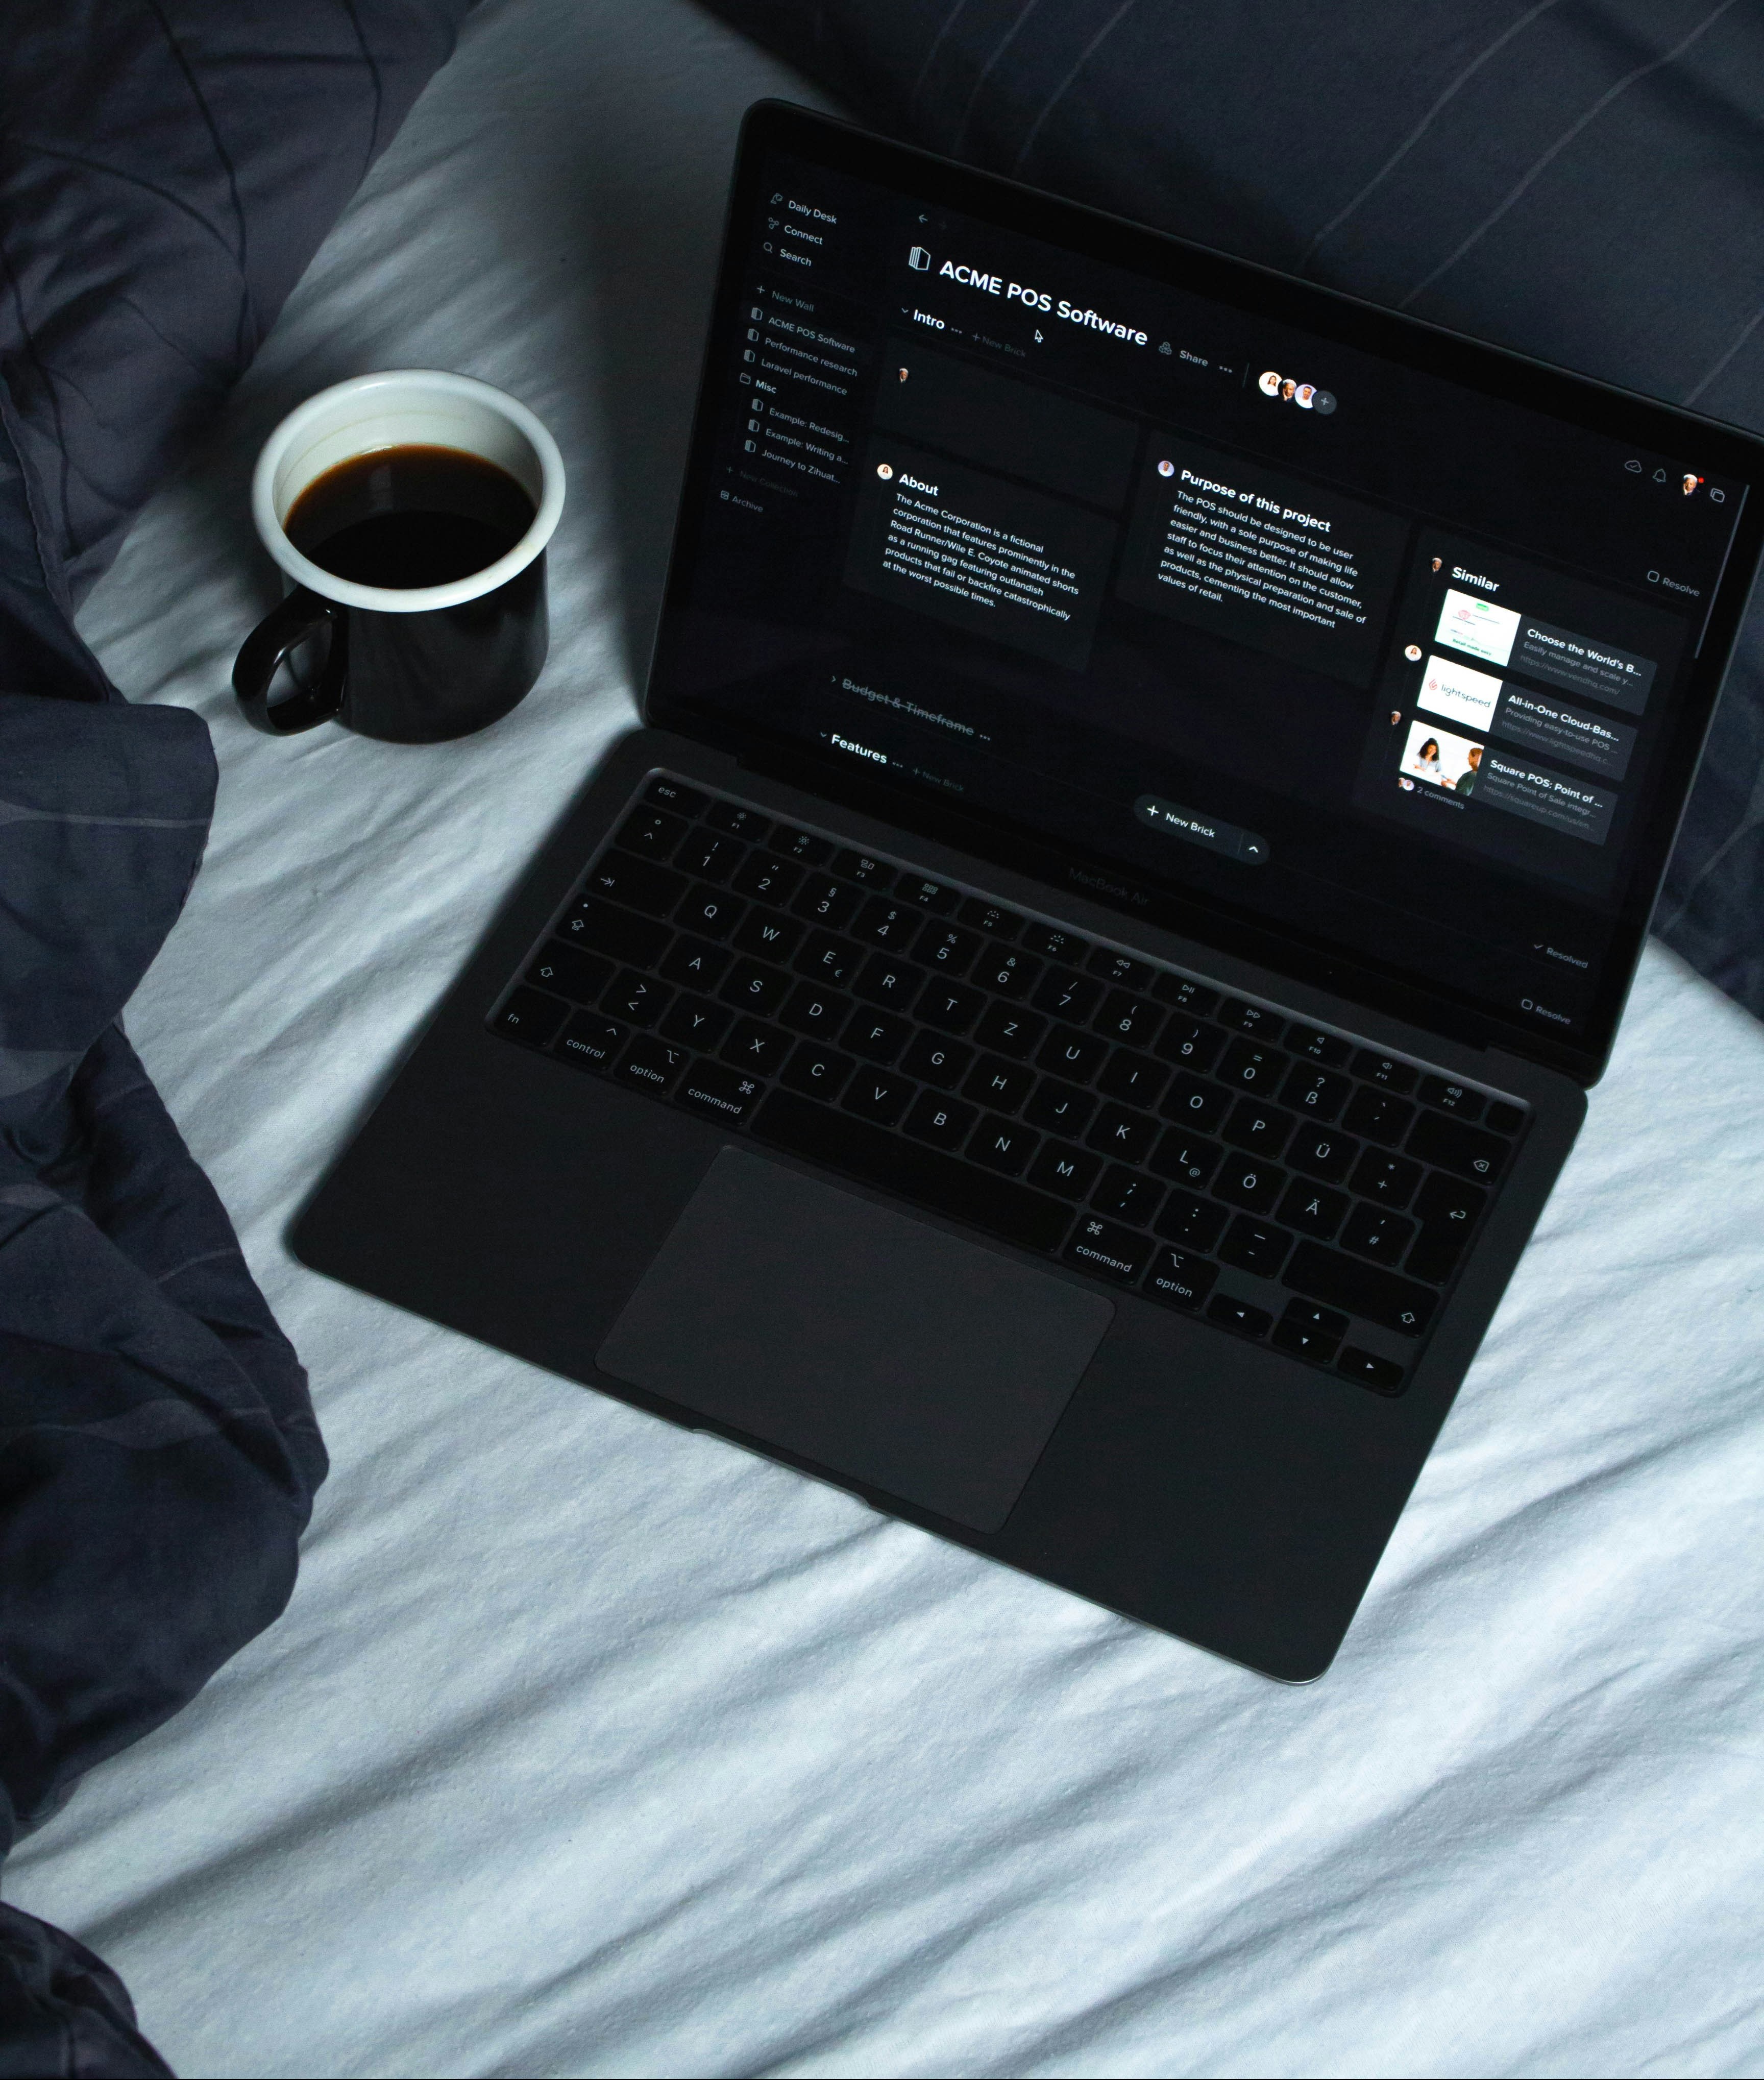 Daily Desk
Connect
Search
+ New Wall
ACME POS Software
Performance research
Laravel performance
Misc
Example: Redesig...
Example: Writing a...
Journey to Zihuat...
+ New Collection
Archive
ACME POS Software
Share
Intro
+ New Brick
About
The Acme Corporation is a fictional
corporation that features prominently in the
Road Runner/Wile E. Coyote animated shorts
as a running gag featuring outlandish
products that fail or backfire catastrophically
at the worst possible times.
Purpose of this project
The POS should be designed to be user
friendly, with a sole purpose of making life
easier and business better. It should allow
staff to focus their attention on the customer,
as well as the physical preparation and sale of
products, cementing the most important
values of retail.
Resolve
Similar
Choose the World's B...
Easily manage and scale y...
https://www.vendhq.com/
lightspeed
All-in-One Cloud-Bas...
Providing easy-to-use POS ...
https://www.lightspeedhq.c...
Square POS: Point of ...
Square Point of Sale integr...
2 comments
Budget & Timeframe
Resolved
Features
+ New Brick
Resolve
+ New Brick
MacBook Air
esc F1 F2 F3 F4 F5 F6 F7 F8 F9 F10 F11 F12
° ! " § $ % & / ( ) = ? `
^ 1 2 3 4 5 6 7 8 9 0 ß ´
Q W E € R T Z U I O P Ü * +
A S D F G H J K L @ Ö Ä ' #
> < Y X C V B N M ; , : . _ -
fn control option command command option